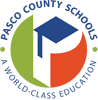 PASCO COUNTY SCHOOLS
A WORLD-CLASS EDUCATION